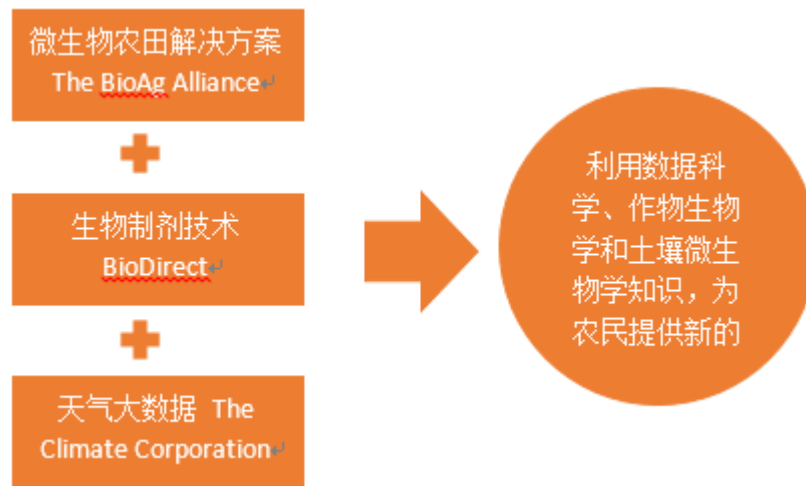 微生物农田解决方案
The BioAg Alliance
生物制剂技术
BioDirect
天气大数据 The
Climate Corporation
利用数据科
学、作物生物
学和土壤微生
物学知识，为
农民提供新的